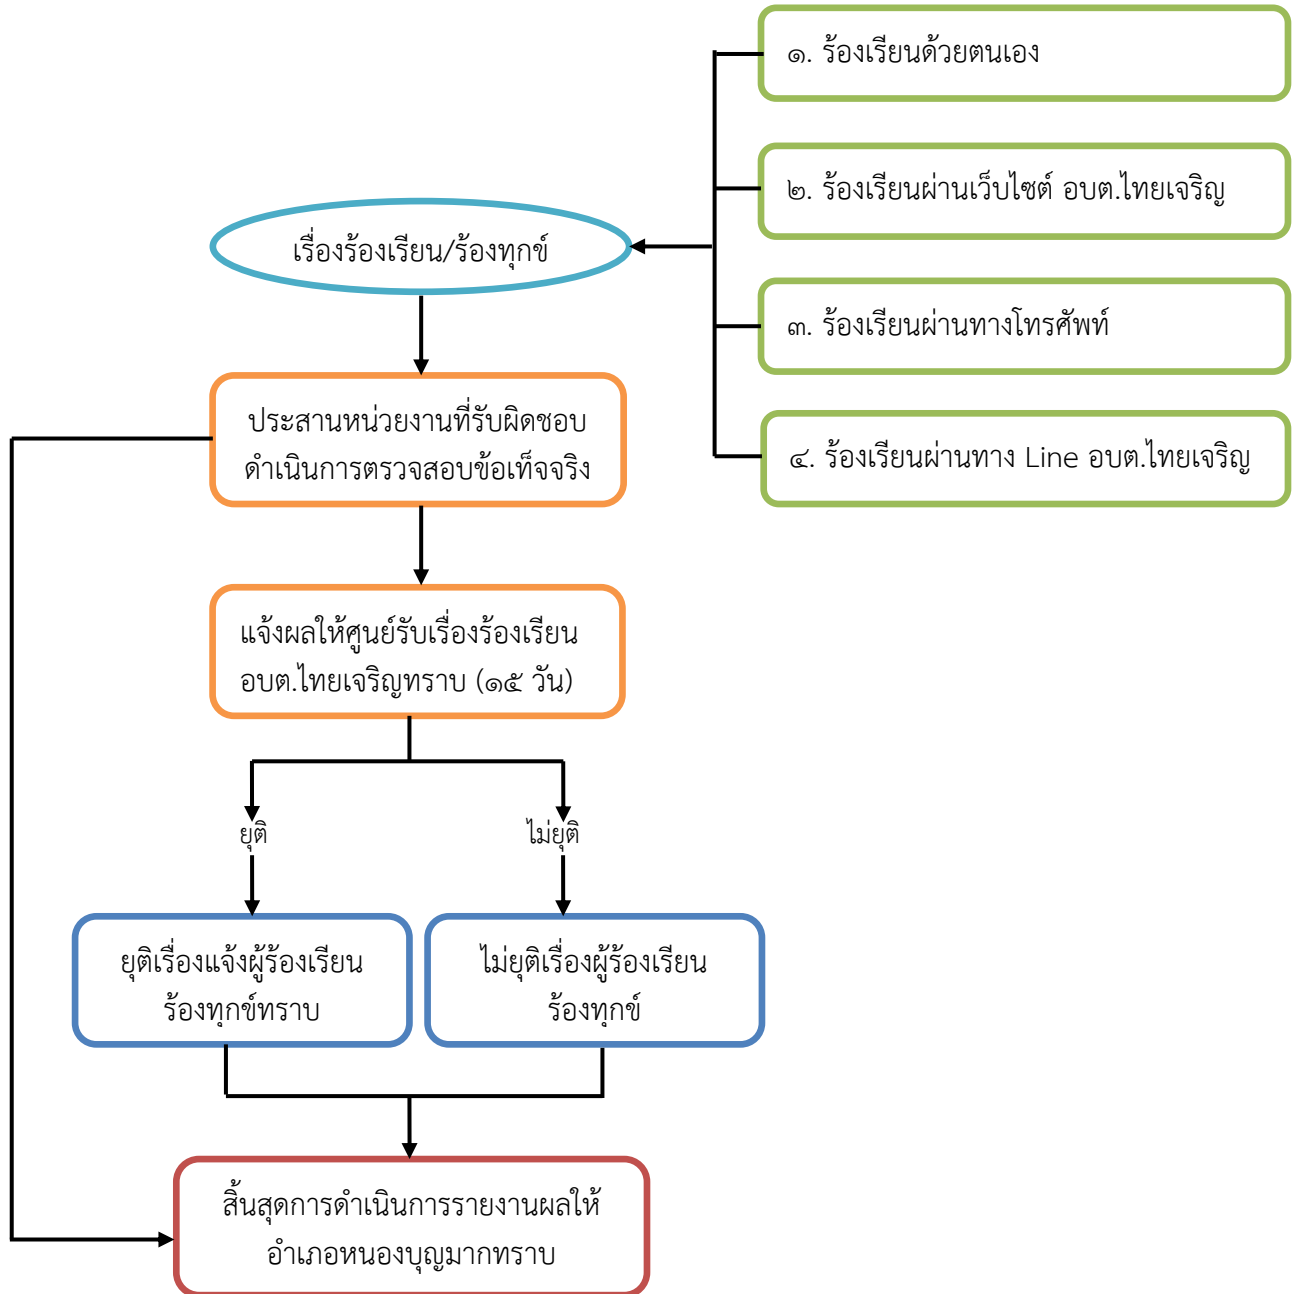 ๑. ร้องเรียนด้วยตนเอง
๒. ร้องเรียนผ่านเว็บไซต์ อบต.ไทยเจริญ
เรื่องร้องเรียน/ร้องทุกข์
๓. ร้องเรียนผ่านทางโทรศัพท์
ประสานหน่วยงานที่รับผิดชอบ
ดำเนินการตรวจสอบข้อเท็จจริง
๔. ร้องเรียนผ่านทาง Line อบต.ไทยเจริญ
แจ้งผลให้ศูนย์รับเรื่องร้องเรียน
อบต.ไทยเจริญทราบ (๑๕ วัน)
ยุติ
ไม่ยุติ
ยุติเรื่องแจ้งผู้ร้องเรียน
ร้องทุกข์ทราบ
ไม่ยุติเรื่องผู้ร้องเรียน
ร้องทุกข์
สิ้นสุดการดำเนินการรายงานผลให้
อำเภอหนองบุญมากทราบ